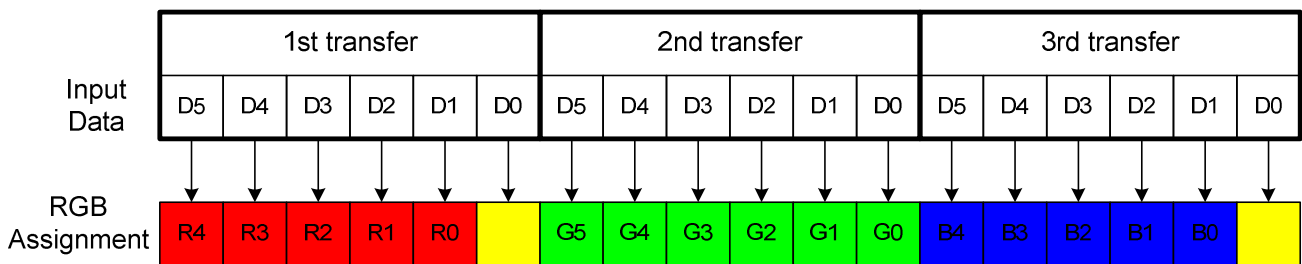 1st transfer 2nd transfer 3rd transfer
Input Data D5 D4 D3 D2 D1 D0 D5 D4 D3 D2 D1 D0 D5 D4 D3 D2 D1 D0
RGB Assignment R4 R3 R2 R1 R0 G5 G4 G3 G2 G1 G0 B4 B3 B2 B1 B0